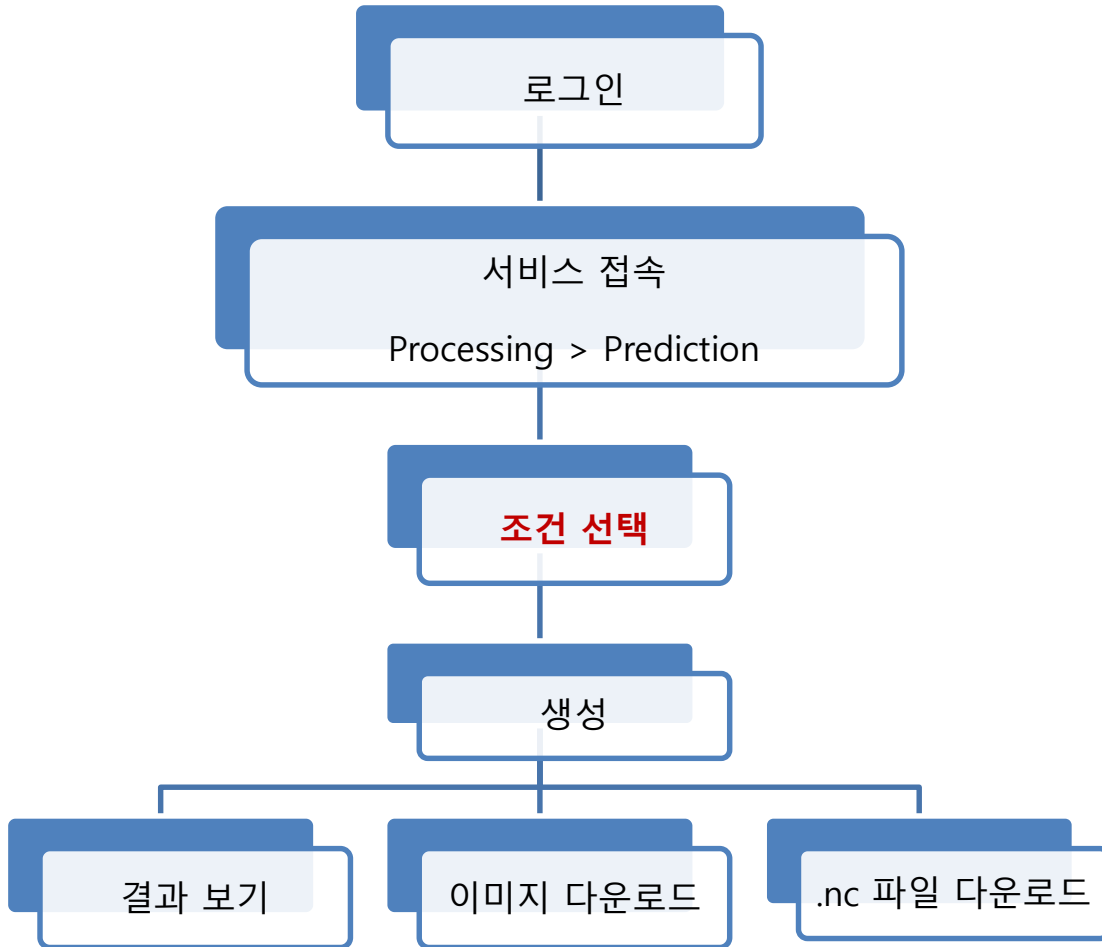 로그인
서비스 접속
Processing > Prediction
조건 선택
생성
결과 보기
이미지 다운로드
.nc 파일 다운로드